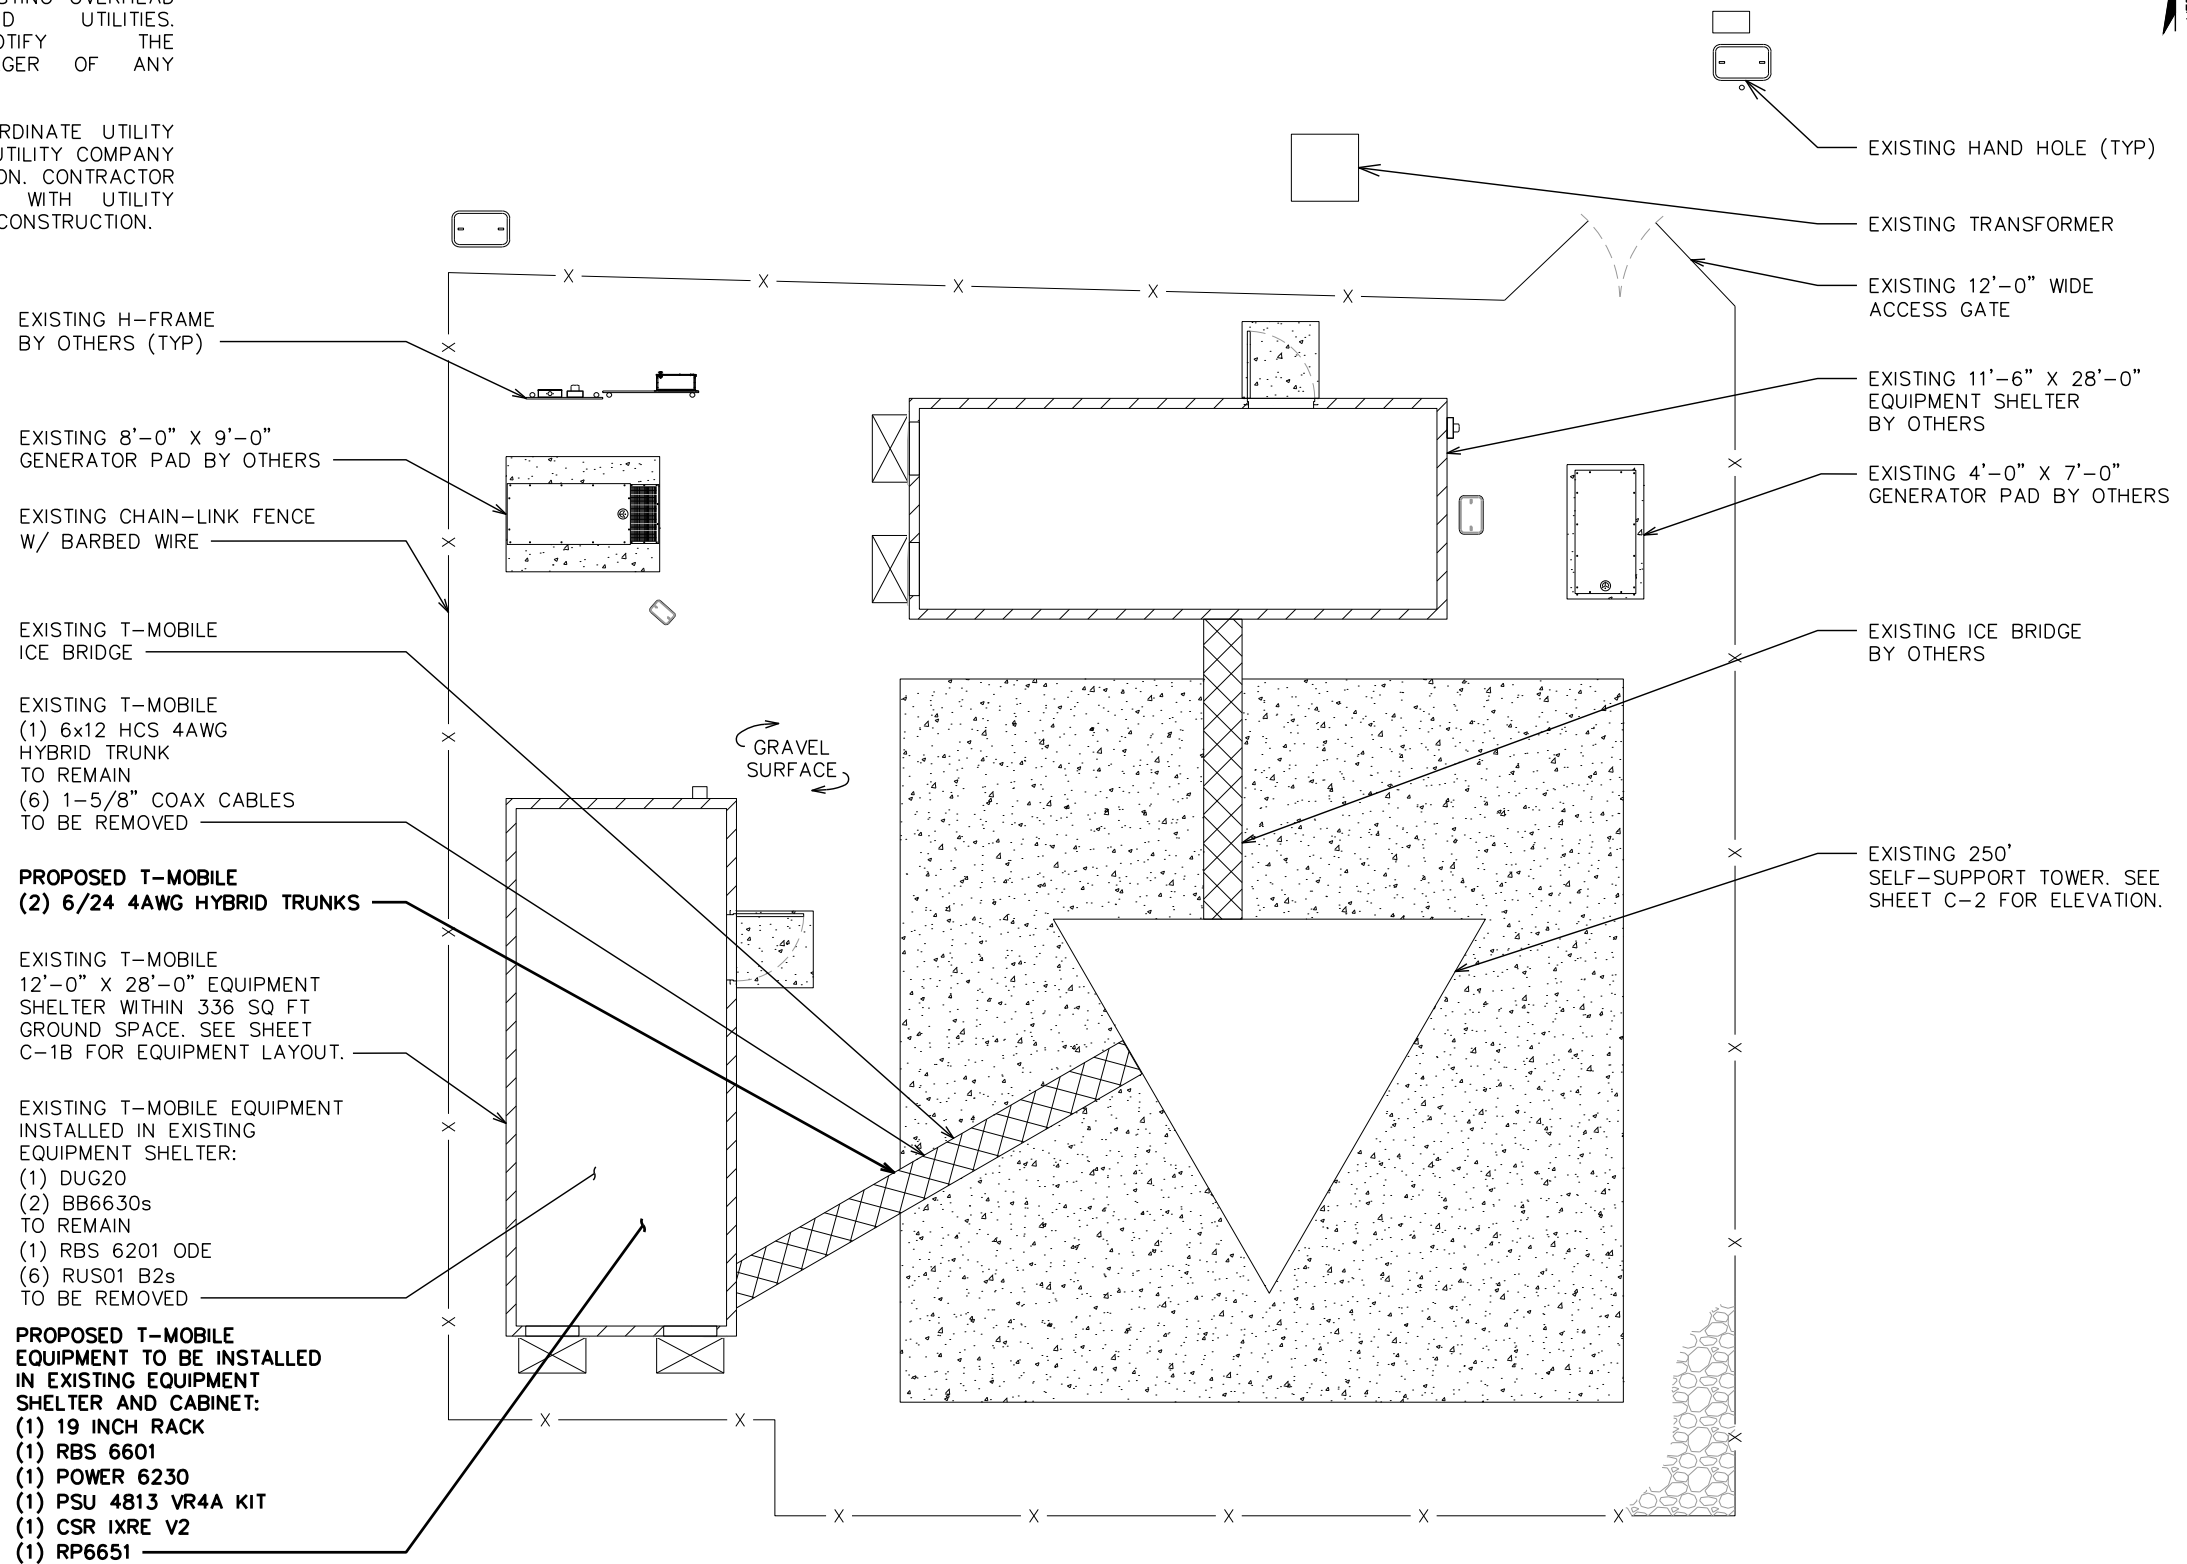 UTILITIES.
THE
OF ANY
UTILITY
UTILITY COMPANY
CONTRACTOR
WITH UTILITY
CONSTRUCTION.
EXISTING H-FRAME
BY OTHERS (TYP)
EXISTING 8'-0" X 9'-0"
GENERATOR PAD BY OTHERS
EXISTING CHAIN-LINK FENCE
W/ BARBED WIRE
EXISTING T-MOBILE
ICE BRIDGE
EXISTING T-MOBILE
(1) 6x12 HCS 4AWG
HYBRID TRUNK
TO REMAIN
(6) 1-5/8" COAX CABLES
TO BE REMOVED
PROPOSED T-MOBILE
(2) 6/24 4AWG HYBRID TRUNKS
EXISTING T-MOBILE
12'-0" X 28'-0" EQUIPMENT
SHELTER WITHIN 336 SQ FT
GROUND SPACE. SEE SHEET
C-1B FOR EQUIPMENT LAYOUT.
EXISTING T-MOBILE EQUIPMENT
INSTALLED IN EXISTING
EQUIPMENT SHELTER:
(1) DUG20
(2) BB6630s
TO REMAIN
(1) RBS 6201 ODE
(6) RUS01 B2s
TO BE REMOVED
PROPOSED T-MOBILE
EQUIPMENT TO BE INSTALLED
IN EXISTING EQUIPMENT
SHELTER AND CABINET:
(1) 19 INCH RACK
(1) RBS 6601
(1) POWER 6230
(1) PSU 4813 VR4A KIT
(1) CSR IXRE V2
(1) RP6651
GRAVEL
SURFACE
EXISTING HAND HOLE (TYP)
EXISTING TRANSFORMER
EXISTING 12'-0" WIDE
ACCESS GATE
EXISTING 11'-6" X 28'-0"
EQUIPMENT SHELTER
BY OTHERS
EXISTING 4'-0" X 7'-0"
GENERATOR PAD BY OTHERS
EXISTING ICE BRIDGE
BY OTHERS
EXISTING 250'
SELF-SUPPORT TOWER. SEE
SHEET C-2 FOR ELEVATION.